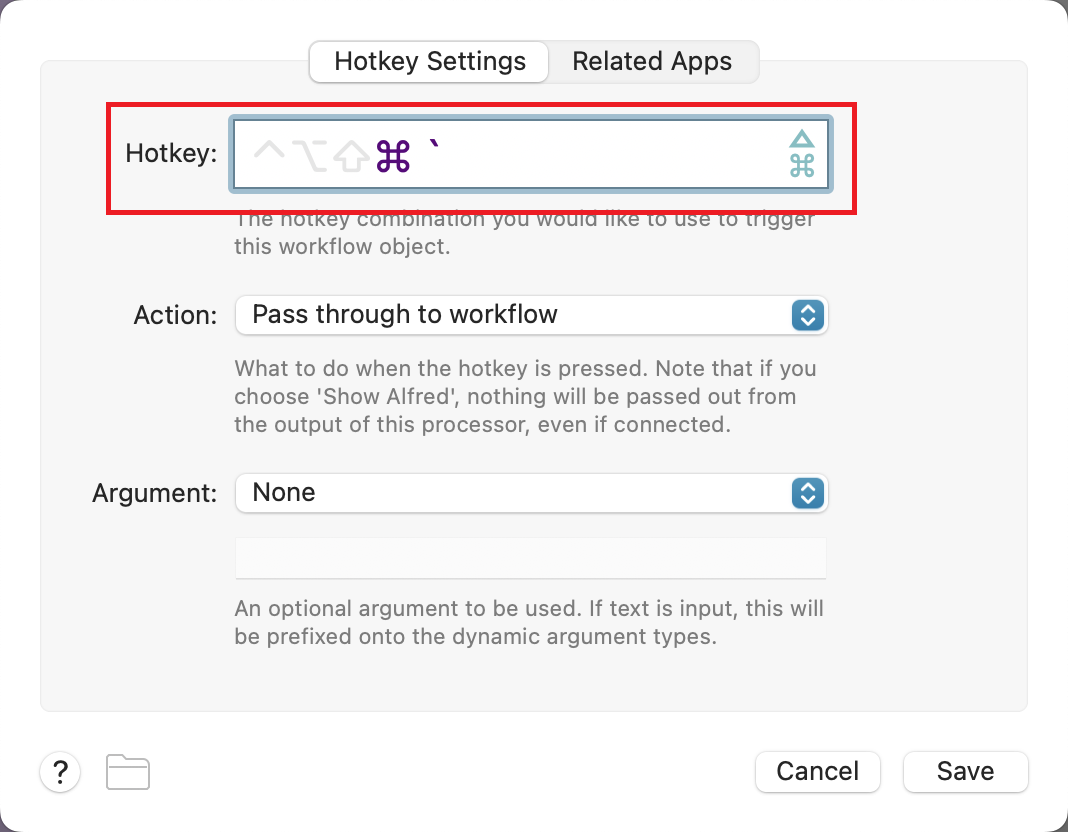 Hotkey Settings Related Apps
Hotkey: ^⌥⇧⌘ `
The hotkey combination you would like to use to trigger
this workflow object.
Action: Pass through to workflow
What to do when the hotkey is pressed. Note that if you
choose 'Show Alfred', nothing will be passed out from
the output of this processor, even if connected.
Argument: None
An optional argument to be used. If text is input, this will
be prefixed onto the dynamic argument types.
? Cancel Save